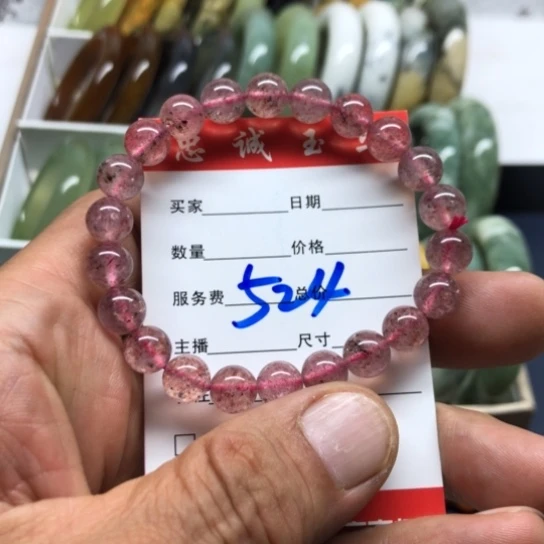 忠诚玉
买家 日期
数量 价格
服务费 524 总价
主播 尺寸